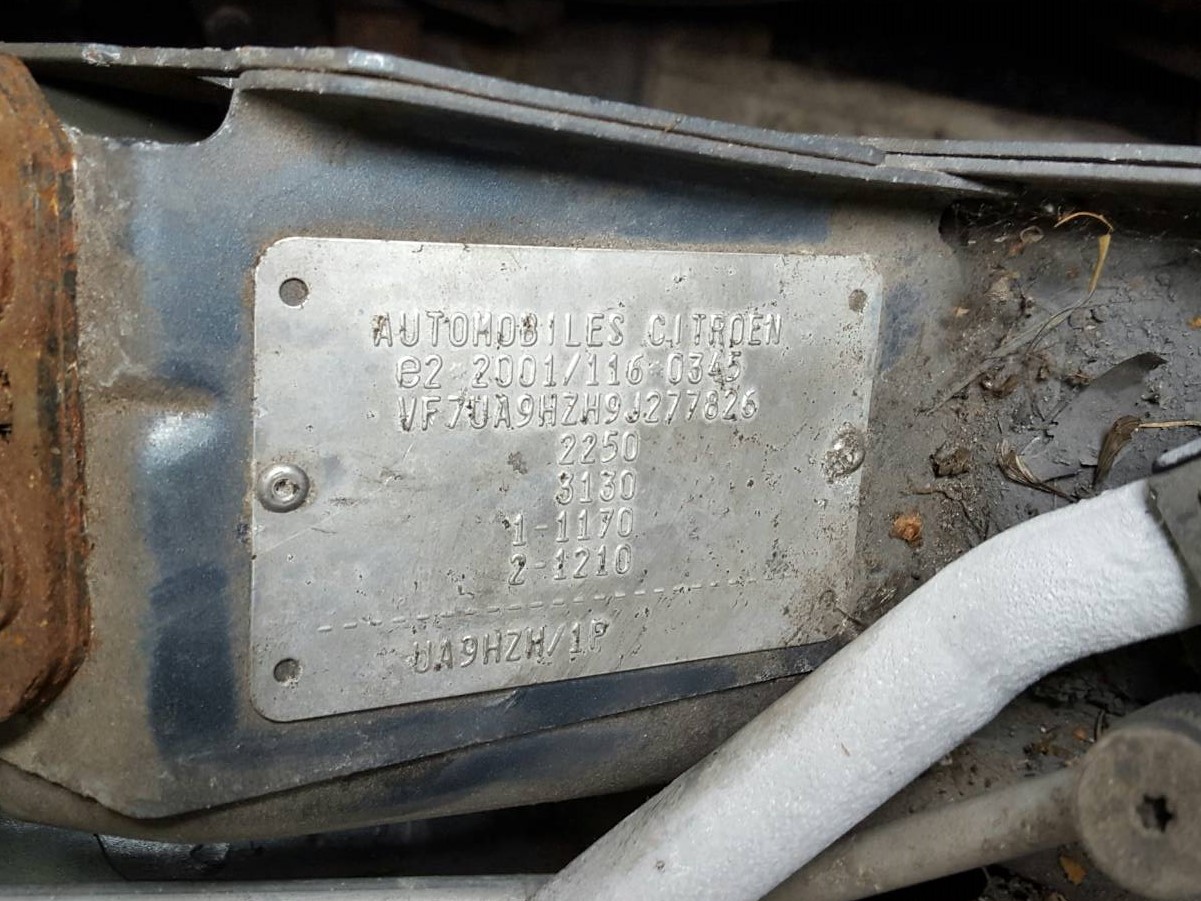 AUTOMOBILES CITROEN
e2*2001/116*0345
VF7UA9HZH9J277826
2250
3130
1-1170
2-1210
UA9HZH/1P